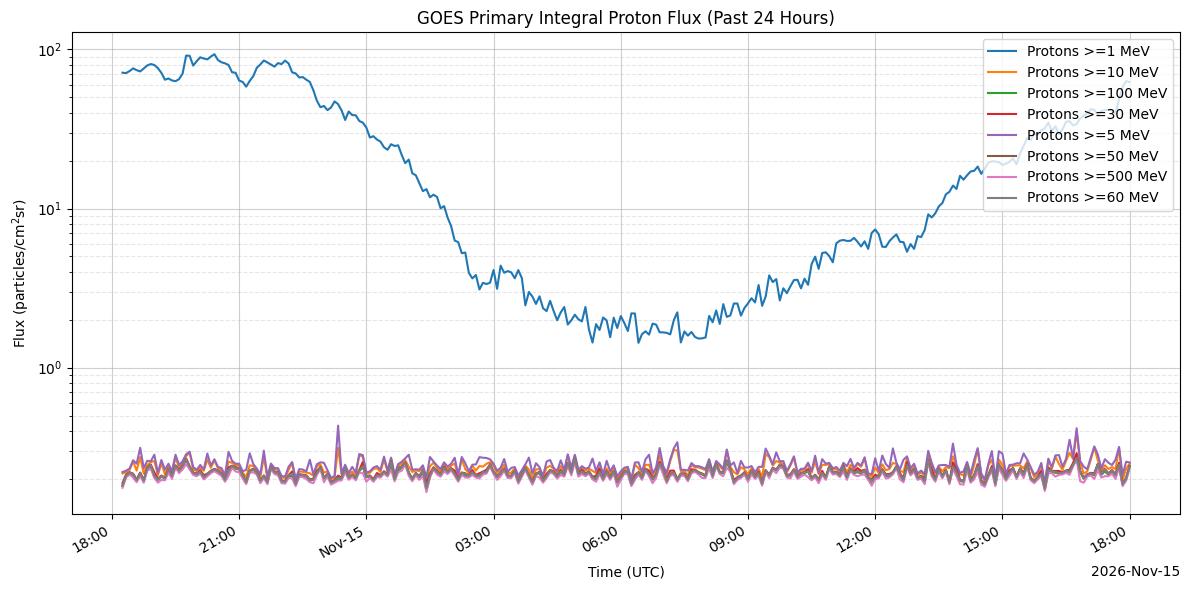 GOES Primary Integral Proton Flux (Past 24 Hours)
Flux (particles/cm²sr)
10²
10¹
10⁰
Protons >=1 MeV
Protons >=10 MeV
Protons >=100 MeV
Protons >=30 MeV
Protons >=5 MeV
Protons >=50 MeV
Protons >=500 MeV
Protons >=60 MeV
18:00
21:00
Nov-15
03:00
06:00
09:00
12:00
15:00
18:00
Time (UTC)
2026-Nov-15